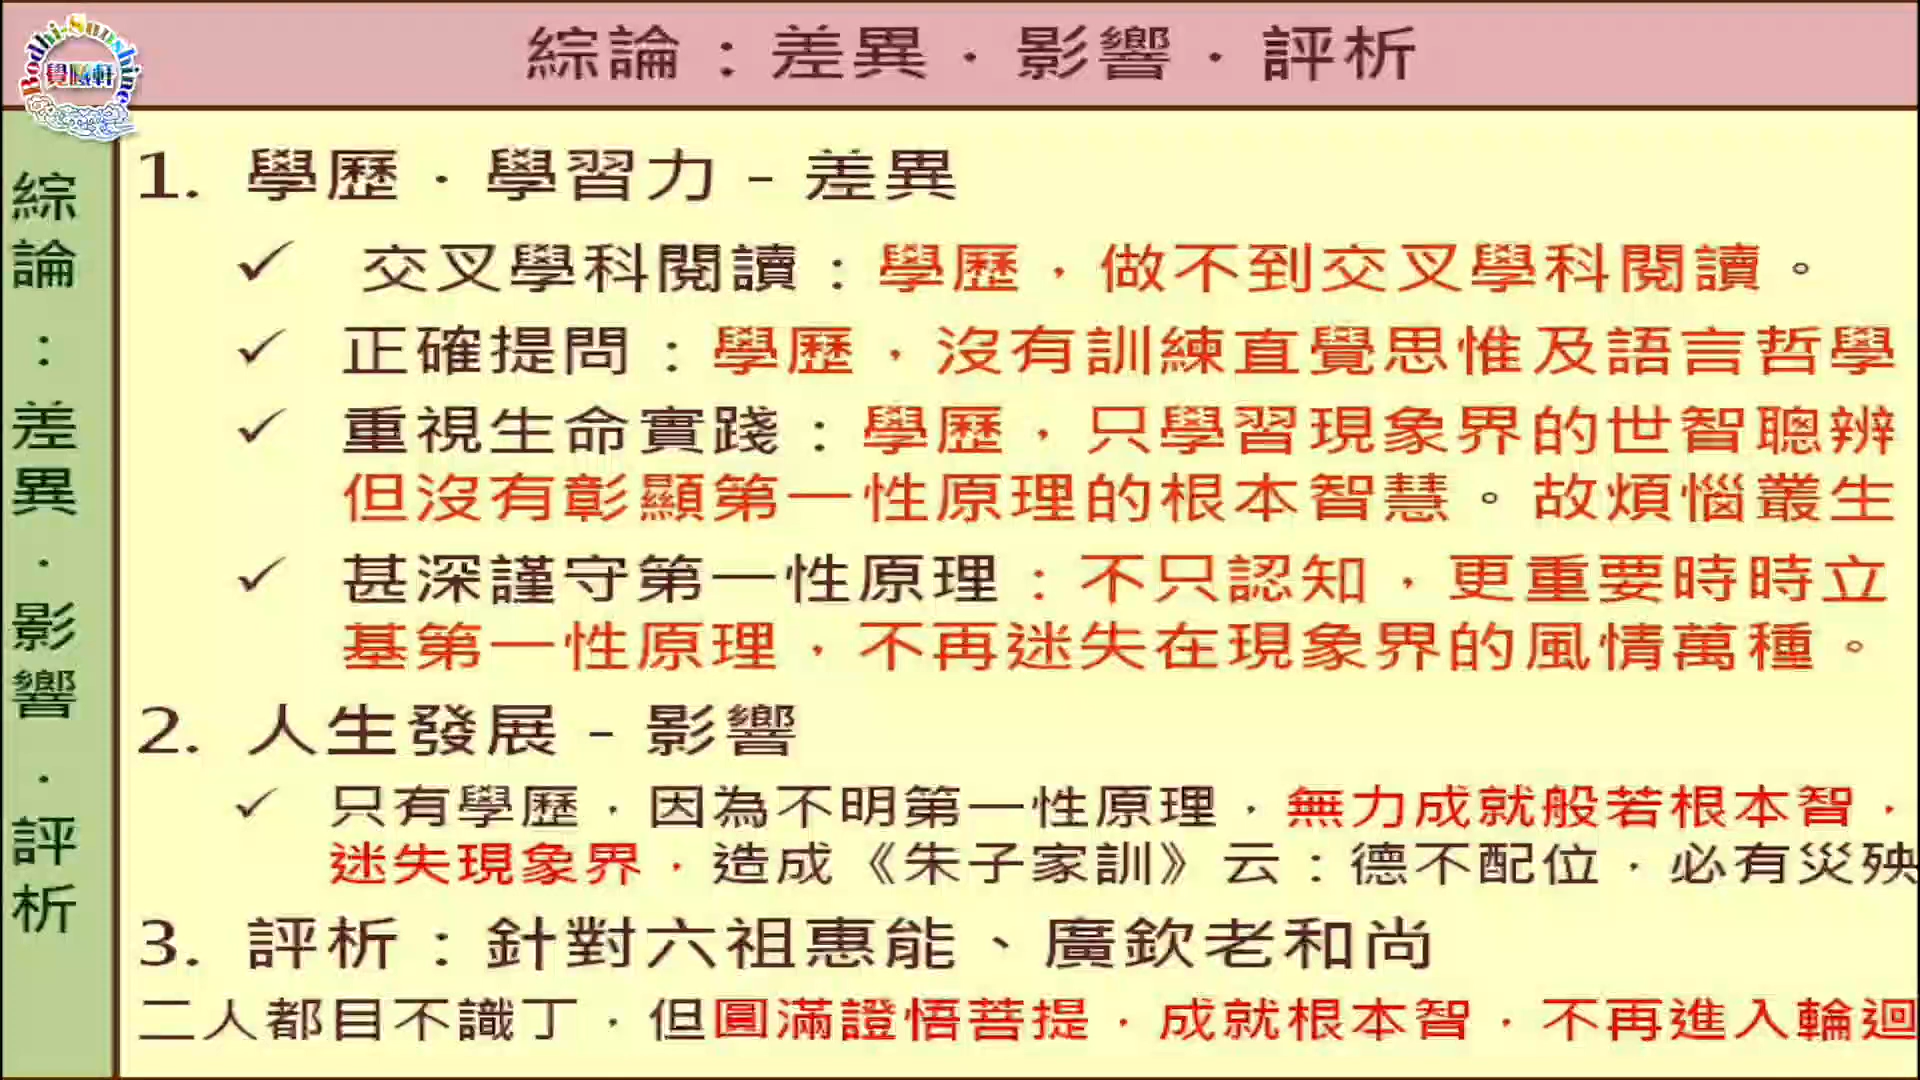 Bodhi-Sunshine
覺曦軒
綜論：差異．影響．評析
綜論：差異．影響．評析
1. 學歷．學習力 - 差異
✓ 交叉學科閱讀：學歷，做不到交叉學科閱讀。
✓ 正確提問：學歷，沒有訓練直覺思惟及語言哲學
✓ 重視生命實踐：學歷，只學習現象界的世智聰辨
但沒有彰顯第一性原理的根本智慧。故煩惱叢生
✓ 甚深謹守第一性原理：不只認知，更重要時時立
基第一性原理，不再迷失在現象界的風情萬種。
2. 人生發展 - 影響
✓ 只有學歷，因為不明第一性原理，無力成就般若根本智，
迷失現象界，造成《朱子家訓》云：德不配位，必有災殃
3. 評析：針對六祖惠能、廣欽老和尚
二人都目不識丁，但圓滿證悟菩提，成就根本智，不再進入輪迴